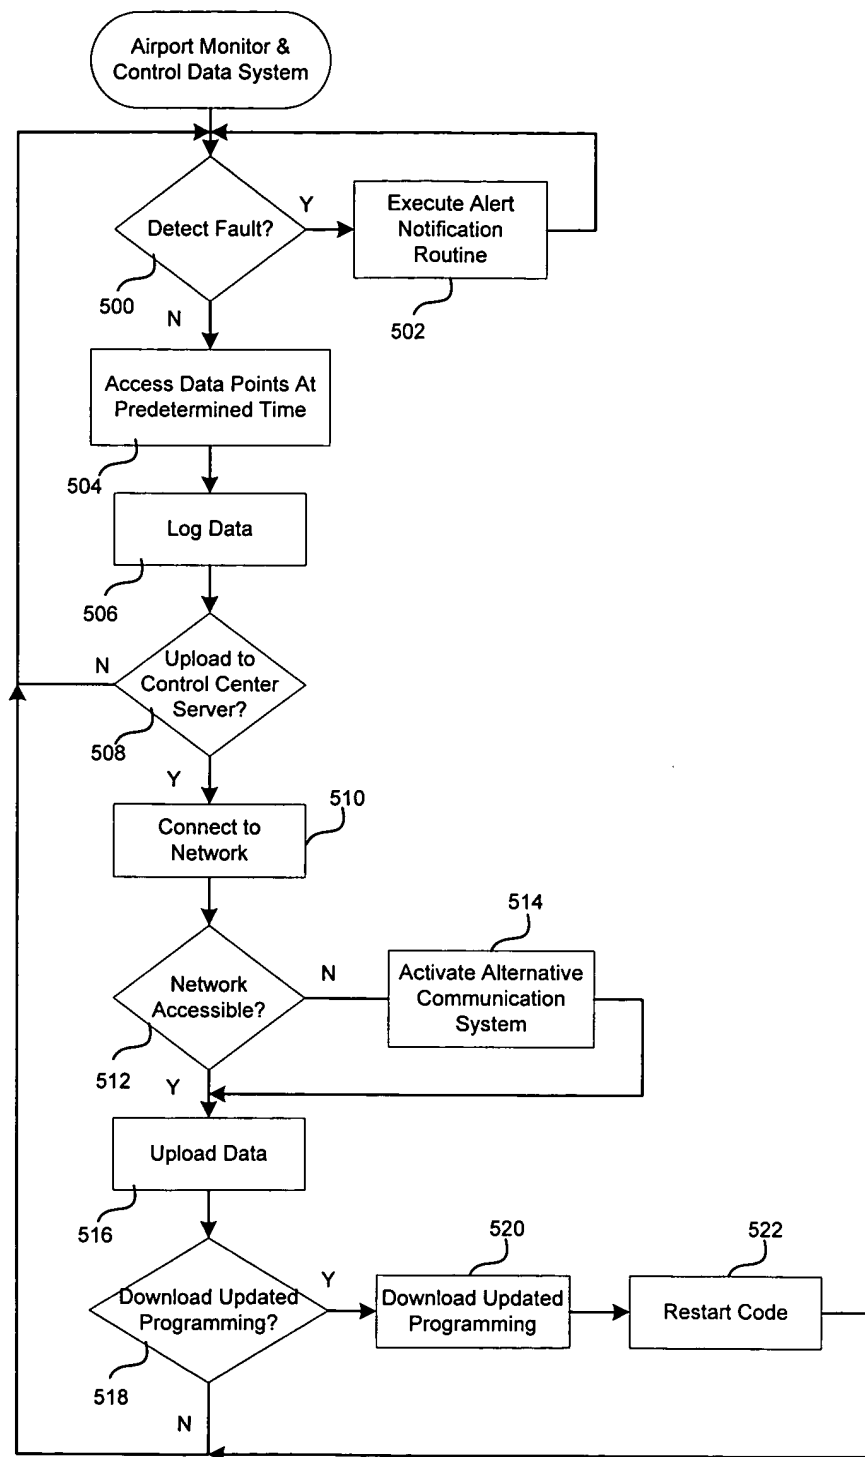 Airport Monitor &
Control Data System
Detect Fault?
Y
Execute Alert
Notification
Routine
500
502
N
Access Data Points At
Predetermined Time
504
Log Data
506
N
Upload to
Control Center
Server?
508
Y
510
Connect to
Network
514
Network
Accessible?
N
Activate Alternative
Communication
System
512
Y
Upload Data
516
520
522
Download Updated
Programming?
Y
Download Updated
Programming
Restart Code
518
N